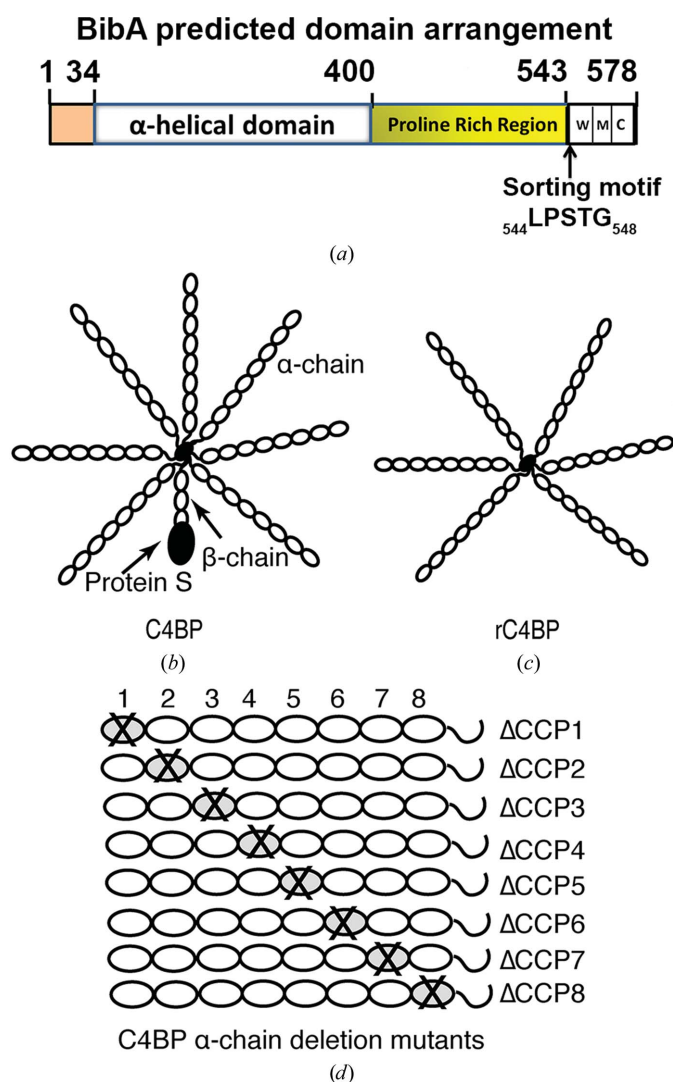 BibA predicted domain arrangement
1 34 400 543 578
α-helical domain Proline Rich Region W M C
Sorting motif
544LPSTG548
(a)
α-chain
β-chain
Protein S
C4BP rC4BP
(b) (c)
1 2 3 4 5 6 7 8
ΔCCP1
ΔCCP2
ΔCCP3
ΔCCP4
ΔCCP5
ΔCCP6
ΔCCP7
ΔCCP8
C4BP α-chain deletion mutants
(d)